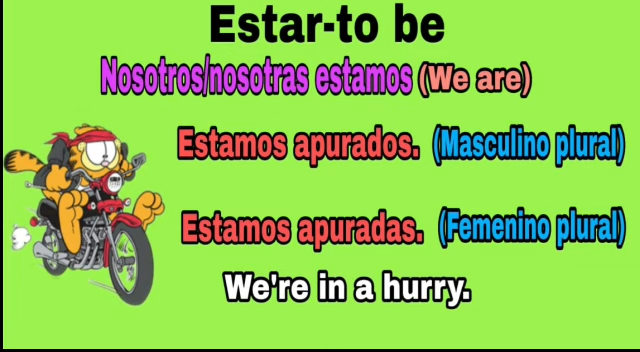 Estar-to be
Nosotros/nosotras estamos (We are)
Estamos apurados. (Masculino plural)
Estamos apuradas. (Femenino plural)
We're in a hurry.